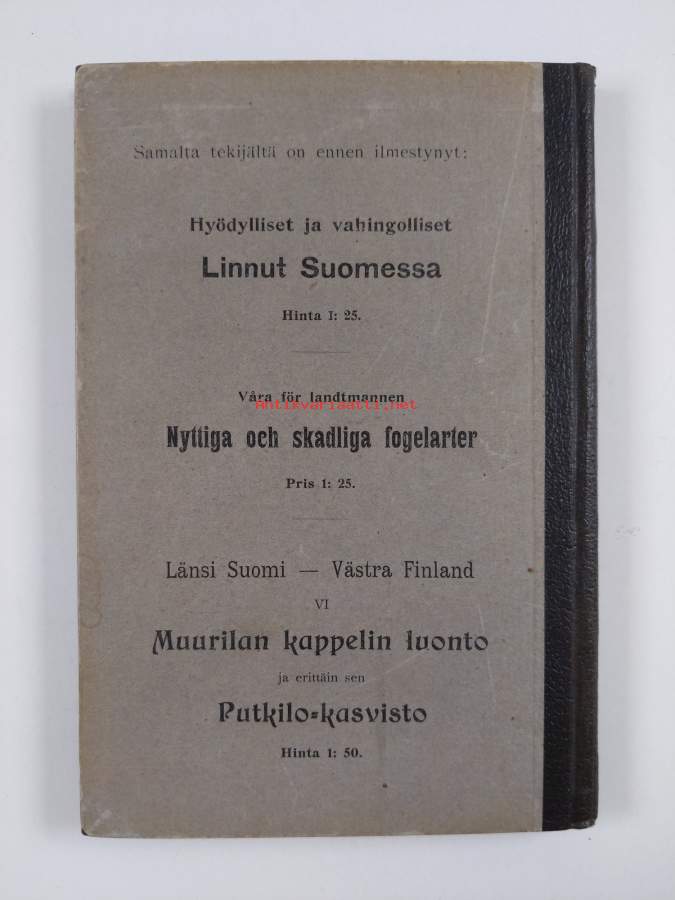 Samalta tekijältä on ennen ilmestynyt:
Hyödylliset ja vahingolliset
Linnut Suomessa
Hinta 1: 25.
Våra för landtmannen
Antikvariaatti.net
Nyttiga och skadliga fogelarter
Pris 1: 25.
Länsi Suomi — Västra Finland
VI
Muurilan kappelin luonto
ja erittäin sen
Putkilo-kasvisto
Hinta 1: 50.